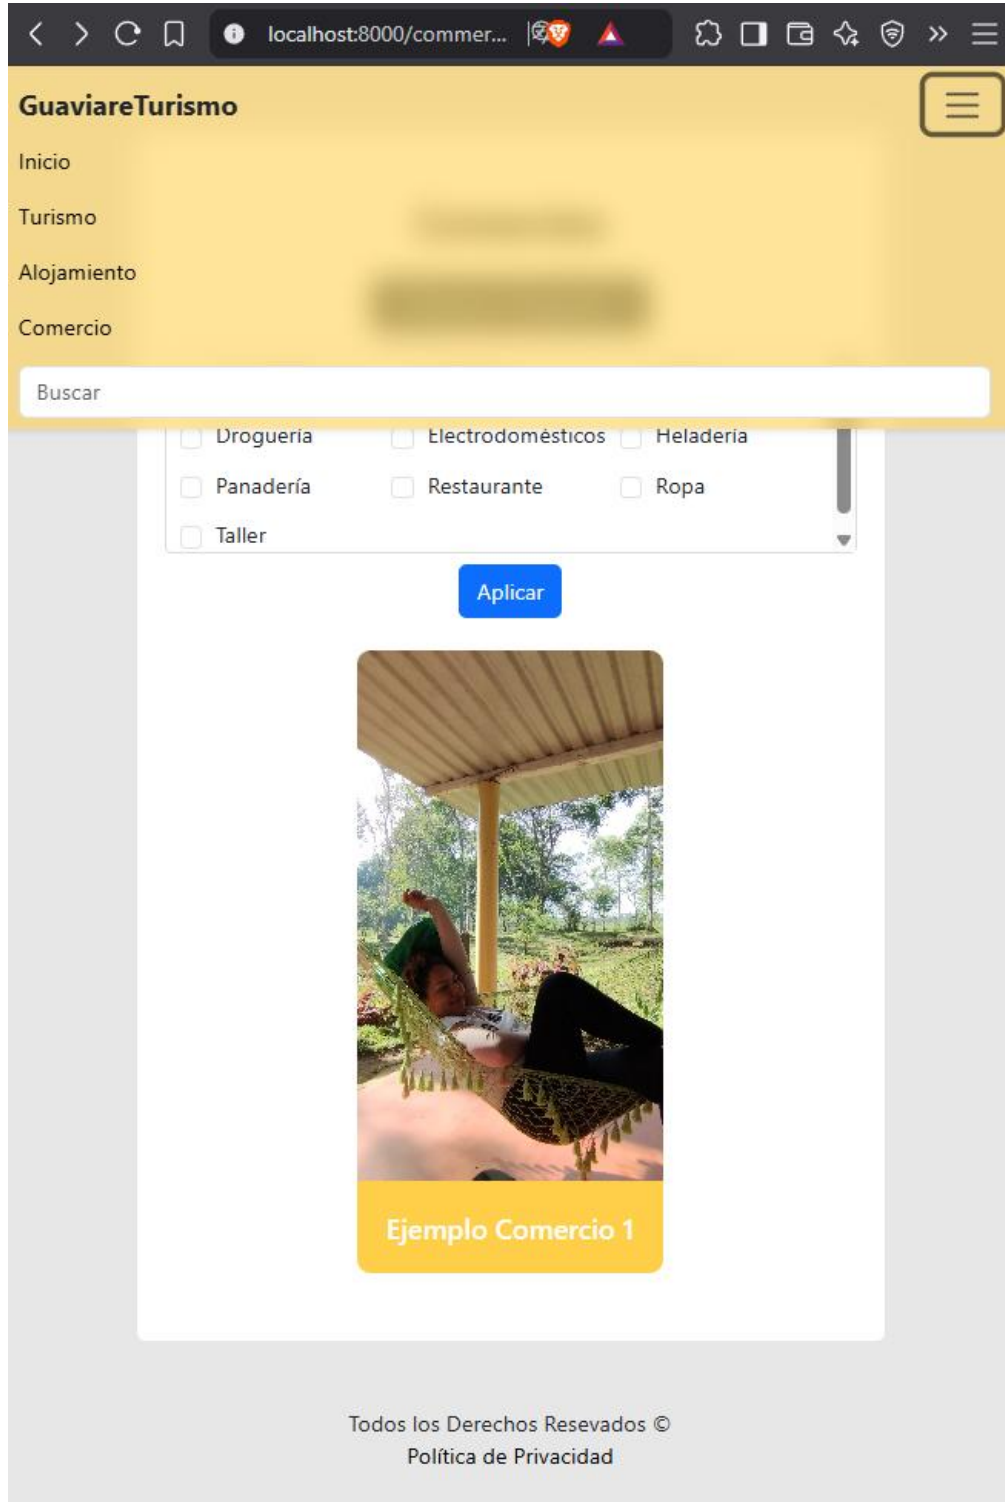 localhost:8000/commer...
GuaviareTurismo
Inicio
Turismo
Alojamiento
Comercio
Buscar
Droguería Electrodomésticos Heladería
Panadería Restaurante Ropa
Taller
Aplicar
Ejemplo Comercio 1
Todos los Derechos Resevados ©
Política de Privacidad